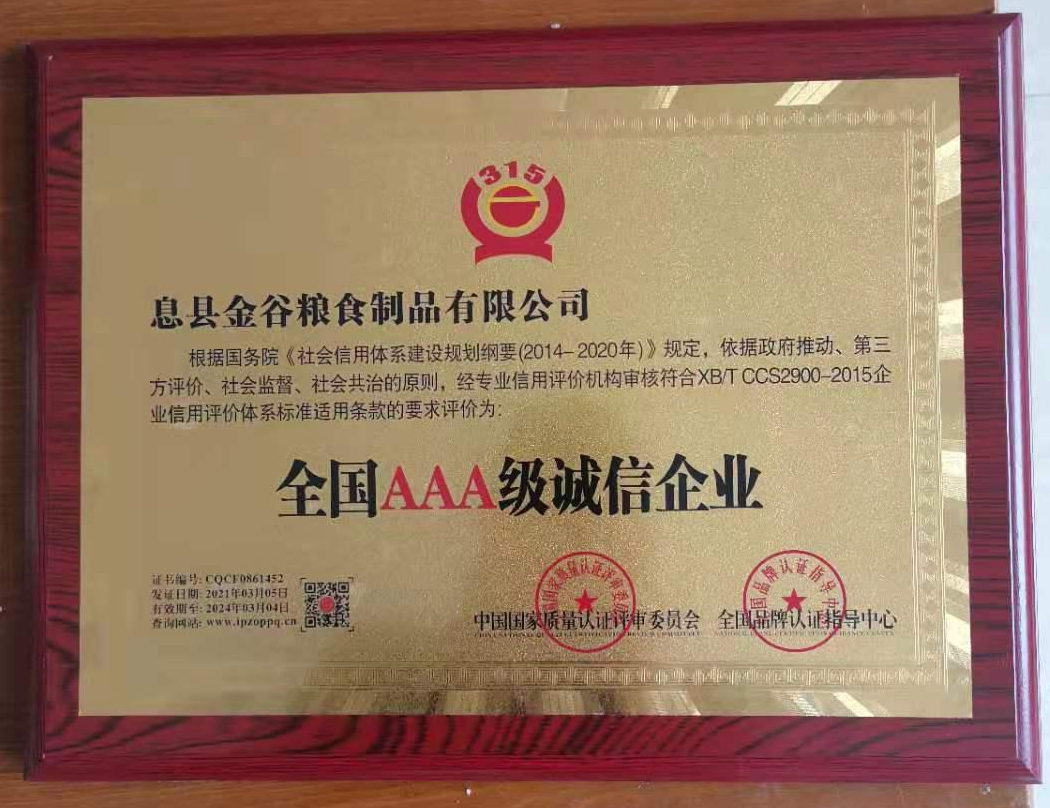 315
息县金谷粮食制品有限公司
根据国务院《社会信用体系建设规划纲要(2014-2020年)》规定，依据政府推动、第三
方评价、社会监督、社会共治的原则，经专业信用评价机构审核符合XB/T CCS2900-2015企
业信用评价体系标准适用条款的要求评价为:
全国AAA级诚信企业
证书编号: CQCF0861452
发证日期: 2021年03月05日
有效期至: 2024年03月04日
查询网站: www.ipzoppq.cn
中国国家质量认证评审委员会 全国品牌认证指导中心